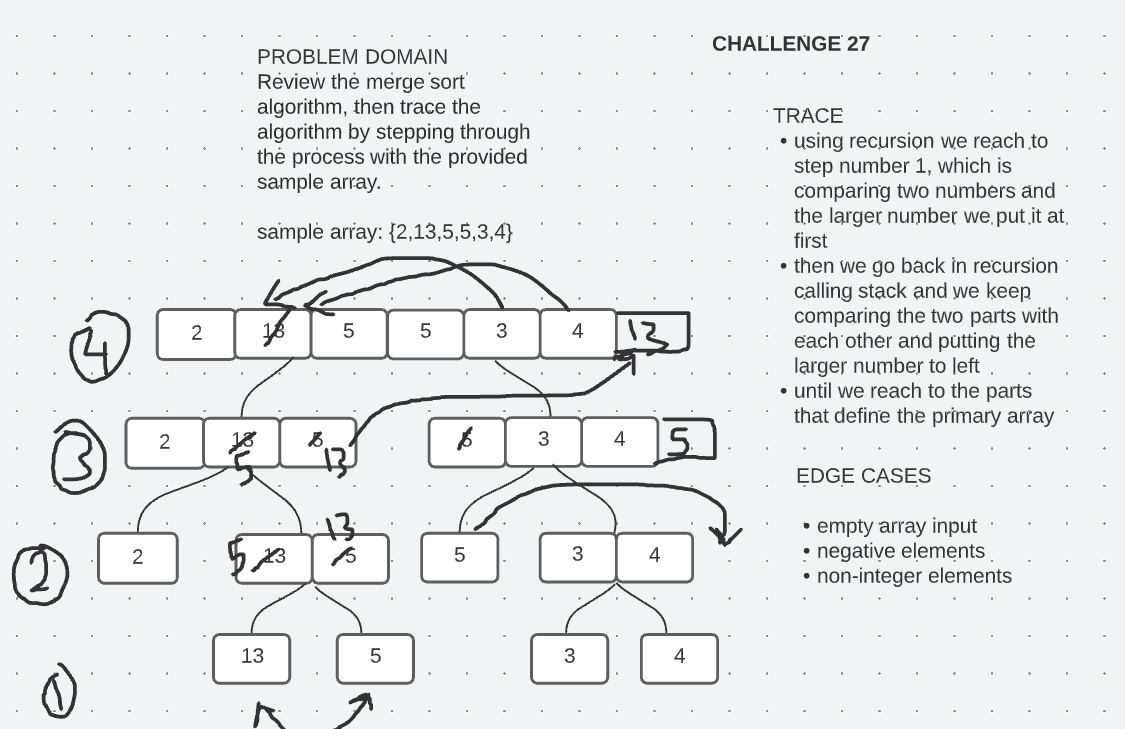 CHALLENGE 27
PROBLEM DOMAIN
Review the merge sort
algorithm, then trace the
algorithm by stepping through
the process with the provided
sample array.
sample array: {2,13,5,5,3,4}
TRACE
• using recursion we reach to
step number 1, which is
comparing two numbers and
the larger number we put it at
first
• then we go back in recursion
calling stack and we keep
comparing the two parts with
each other and putting the
larger number to left
• until we reach to the parts
that define the primary array
EDGE CASES
• empty array input
• negative elements
• non-integer elements
4
2 13 5 5 3 4 13
3
2 13 5 5 3 4 5
5 13
13
2
2 5 13 5 5 3 4
13 5 3 4
1